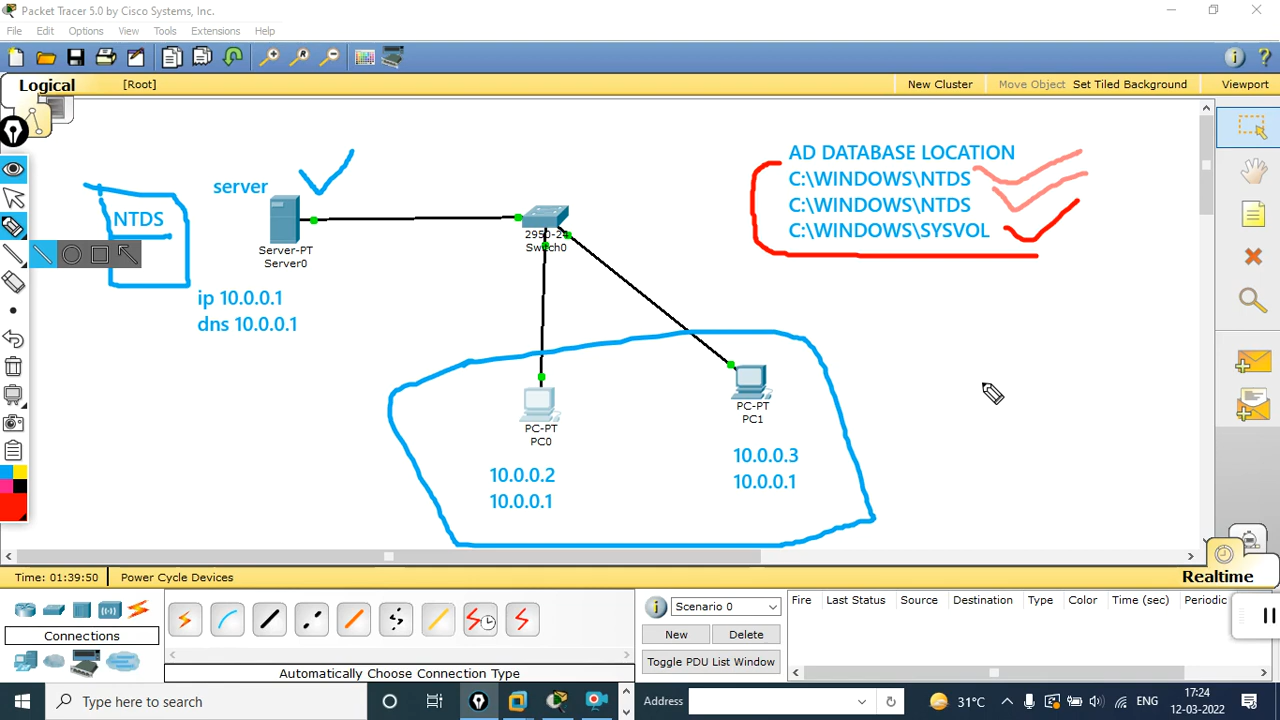 Packet Tracer 5.0 by Cisco Systems, Inc.
File Edit Options View Tools Extensions Help
Logical
[Root]
New Cluster
Move Object
Set Tiled Background
Viewport
AD DATABASE LOCATION
C:\WINDOWS\NTDS
C:\WINDOWS\NTDS
C:\WINDOWS\SYSVOL
server
NTDS
Server-PT
Server0
ip 10.0.0.1
dns 10.0.0.1
2950-24
Switch0
PC-PT
PC0
10.0.0.2
10.0.0.1
PC-PT
PC1
10.0.0.3
10.0.0.1
Time: 01:39:50
Power Cycle Devices
Realtime
Connections
Automatically Choose Connection Type
Scenario 0
New
Delete
Toggle PDU List Window
Fire Last Status Source Destination Type Color Time (sec) Periodic
Type here to search
Address
31°C
ENG
17:24
12-03-2022